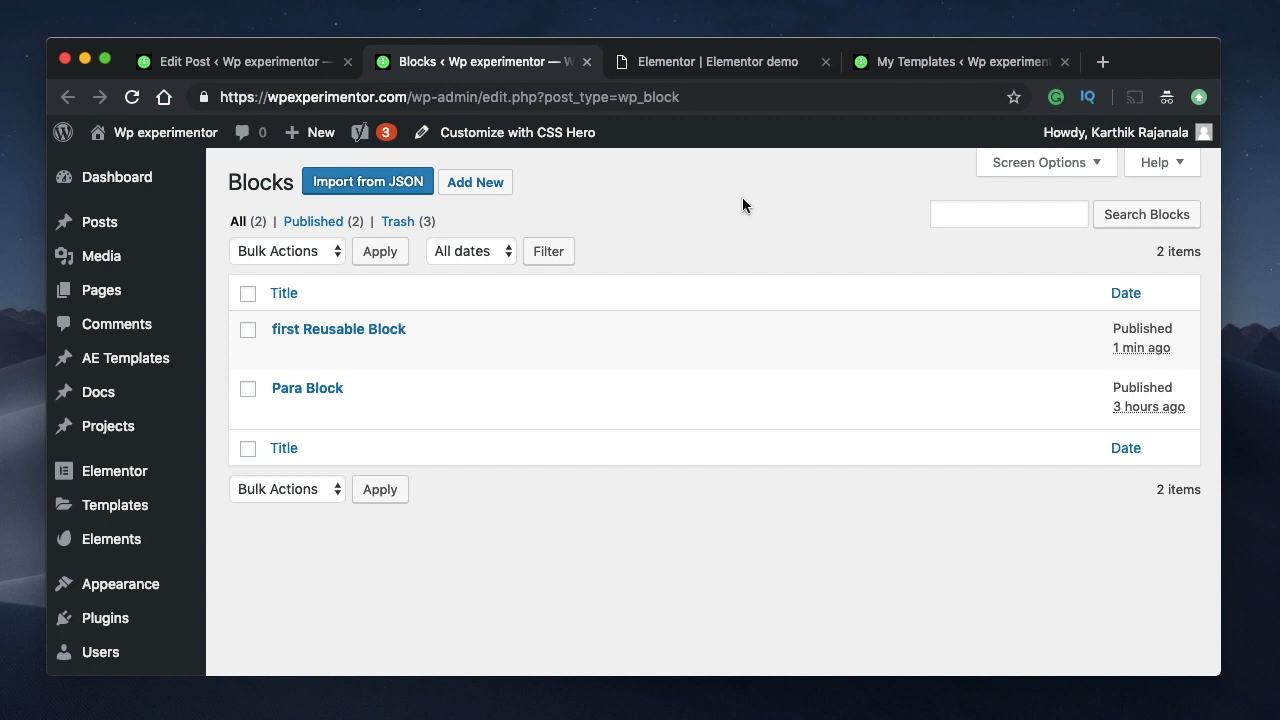 Edit Post ‹ Wp experimentor —
Blocks ‹ Wp experimentor — W
Elementor | Elementor demo
My Templates ‹ Wp experiment
https://wpexperimentor.com/wp-admin/edit.php?post_type=wp_block
IQ
Wp experimentor 0 New 3 Customize with CSS Hero Howdy, Karthik Rajanala
Screen Options Help
Dashboard
Posts
Media
Pages
Comments
AE Templates
Docs
Projects
Elementor
Templates
Elements
Appearance
Plugins
Users
Blocks Import from JSON Add New
All (2) | Published (2) | Trash (3)
Search Blocks
Bulk Actions Apply All dates Filter 2 items
Title Date
first Reusable Block Published
1 min ago
Para Block Published
3 hours ago
Title Date
Bulk Actions Apply 2 items